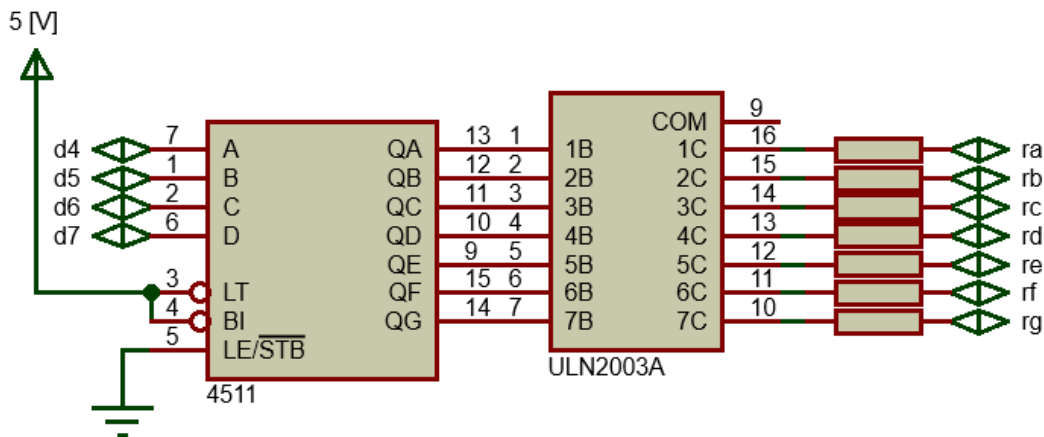 5 [V]
COM 9
d4 7 A QA 13 1 1B 1C 16 ra
d5 1 B QB 12 2 2B 2C 15 rb
d6 2 C QC 11 3 3B 3C 14 rc
d7 6 D QD 10 4 4B 4C 13 rd
QE 9 5 5B 5C 12 re
3 LT QF 15 6 6B 6C 11 rf
4 BI QG 14 7 7B 7C 10 rg
5 LE/STB
ULN2003A
4511